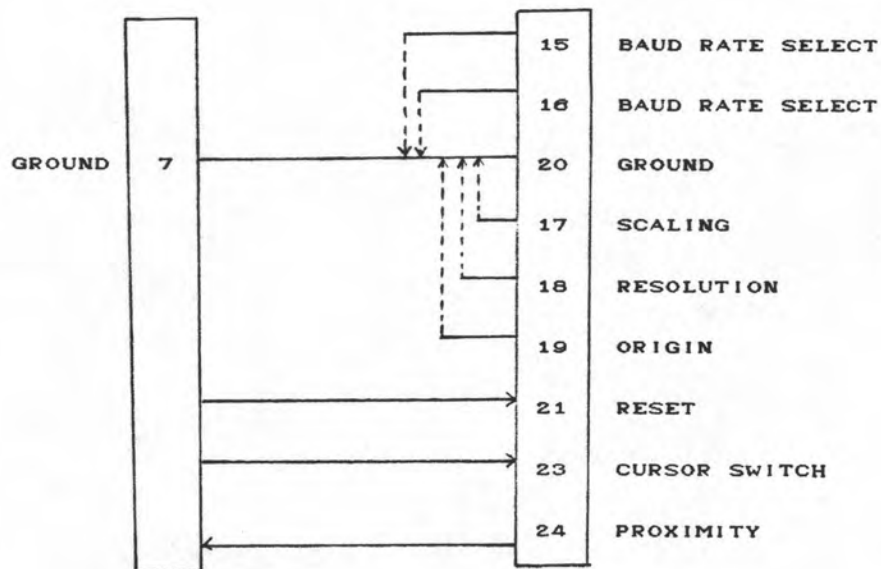 15 BAUD RATE SELECT
16 BAUD RATE SELECT
GROUND 7 20 GROUND
17 SCALING
18 RESOLUTION
19 ORIGIN
21 RESET
23 CURSOR SWITCH
24 PROXIMITY